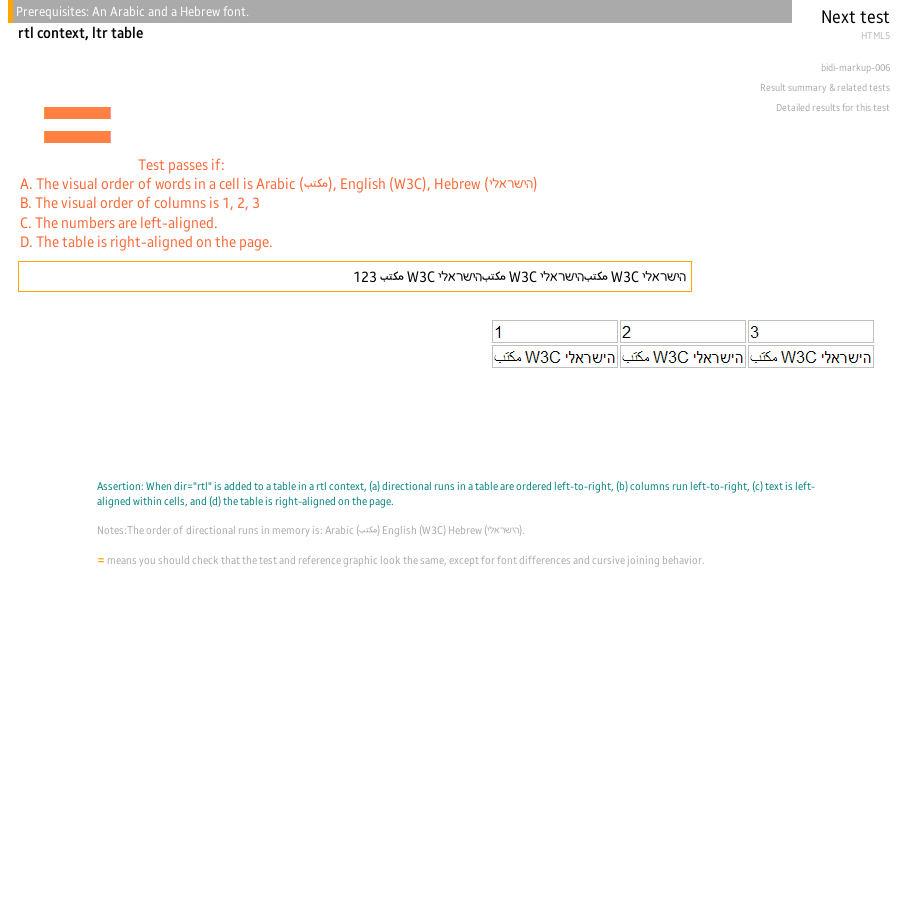 Prerequisites: An Arabic and a Hebrew font.
Next test
rtl context, ltr table
HTML5
bidi-markup-006
Result summary & related tests
Detailed results for this test
=
Test passes if:
A. The visual order of words in a cell is Arabic (مكتب), English (W3C), Hebrew (הישראלי)
B. The visual order of columns is 1, 2, 3
C. The numbers are left-aligned.
D. The table is right-aligned on the page.
123 مكتب W3C הישראליمكتب W3C הישראליمكتب W3C הישראלי
1 2 3
مكتب W3C הישראלי مكتب W3C הישראלי مكتب W3C הישראלי
Assertion: When dir="rtl" is added to a table in a rtl context, (a) directional runs in a table are ordered left-to-right, (b) columns run left-to-right, (c) text is left-
aligned within cells, and (d) the table is right-aligned on the page.
Notes:The order of directional runs in memory is: Arabic (مكتب) English (W3C) Hebrew (הישראלי).
= means you should check that the test and reference graphic look the same, except for font differences and cursive joining behavior.